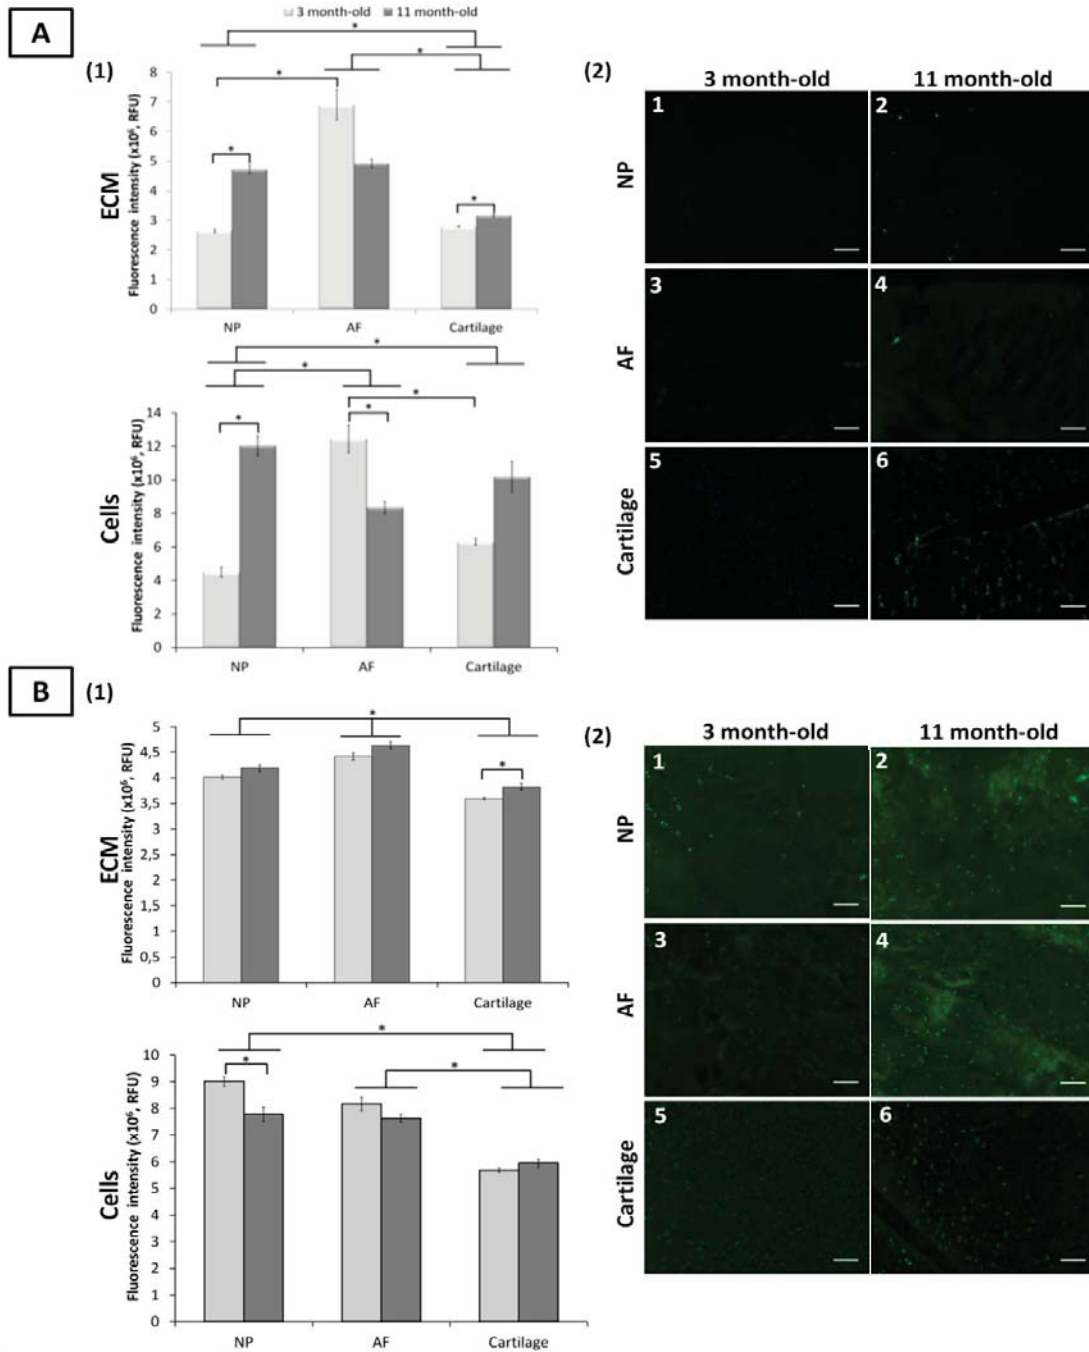 3 month-old 11 month-old
A
(1)
*
*
*
*
*
ECM
Fluorescence intensity (x10⁶, RFU)
8
7
6
5
4
3
2
1
0
NP AF Cartilage
*
*
*
*
*
Cells
Fluorescence intensity (x10⁶, RFU)
14
12
10
8
6
4
2
0
NP AF Cartilage
(2)
3 month-old 11 month-old
NP
1 2
AF
3 4
Cartilage
5 6
B
(1)
*
*
ECM
Fluorescence intensity (x10⁶, RFU)
5
4,5
4
3,5
3
2,5
2
1,5
1
0,5
0
NP AF Cartilage
*
*
*
Cells
Fluorescence intensity (x10⁶, RFU)
10
9
8
7
6
5
4
3
2
1
0
NP AF Cartilage
(2)
3 month-old 11 month-old
NP
1 2
AF
3 4
Cartilage
5 6